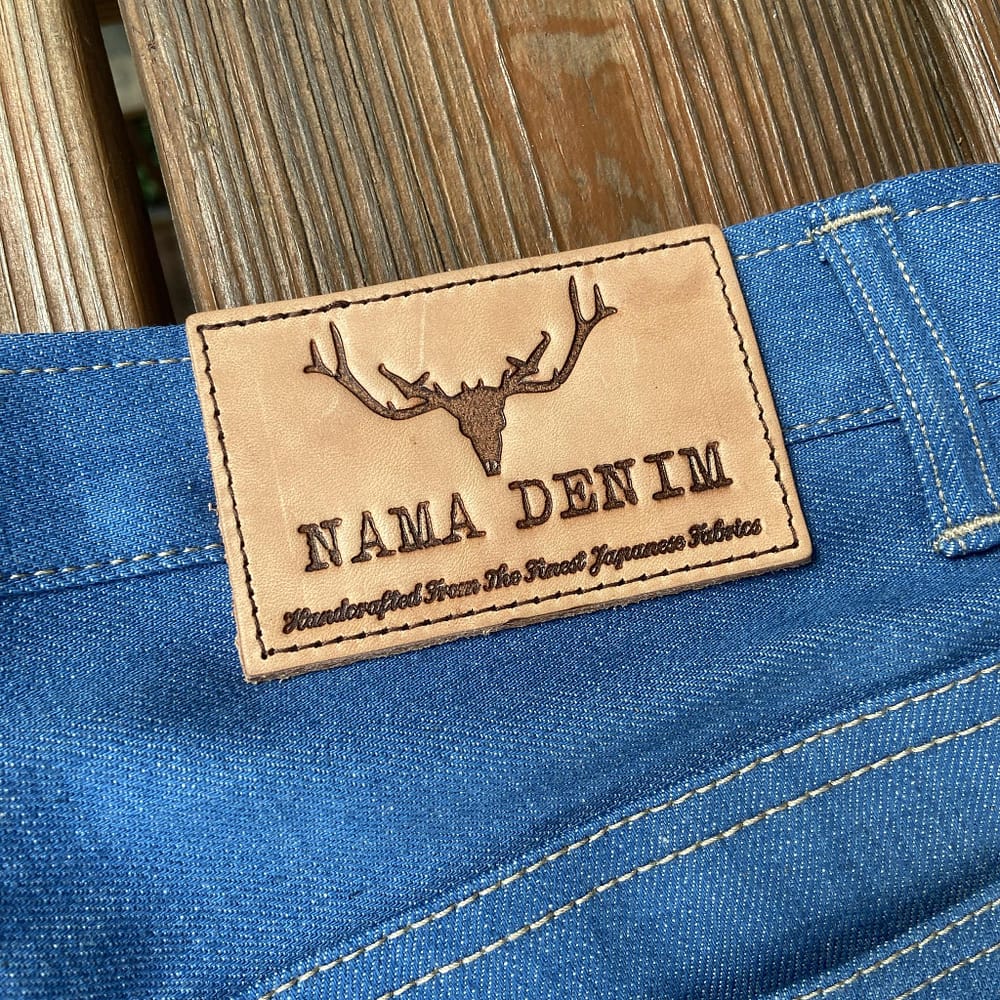 NAMA DENIM
Handcrafted From The Finest Japanese Fabrics